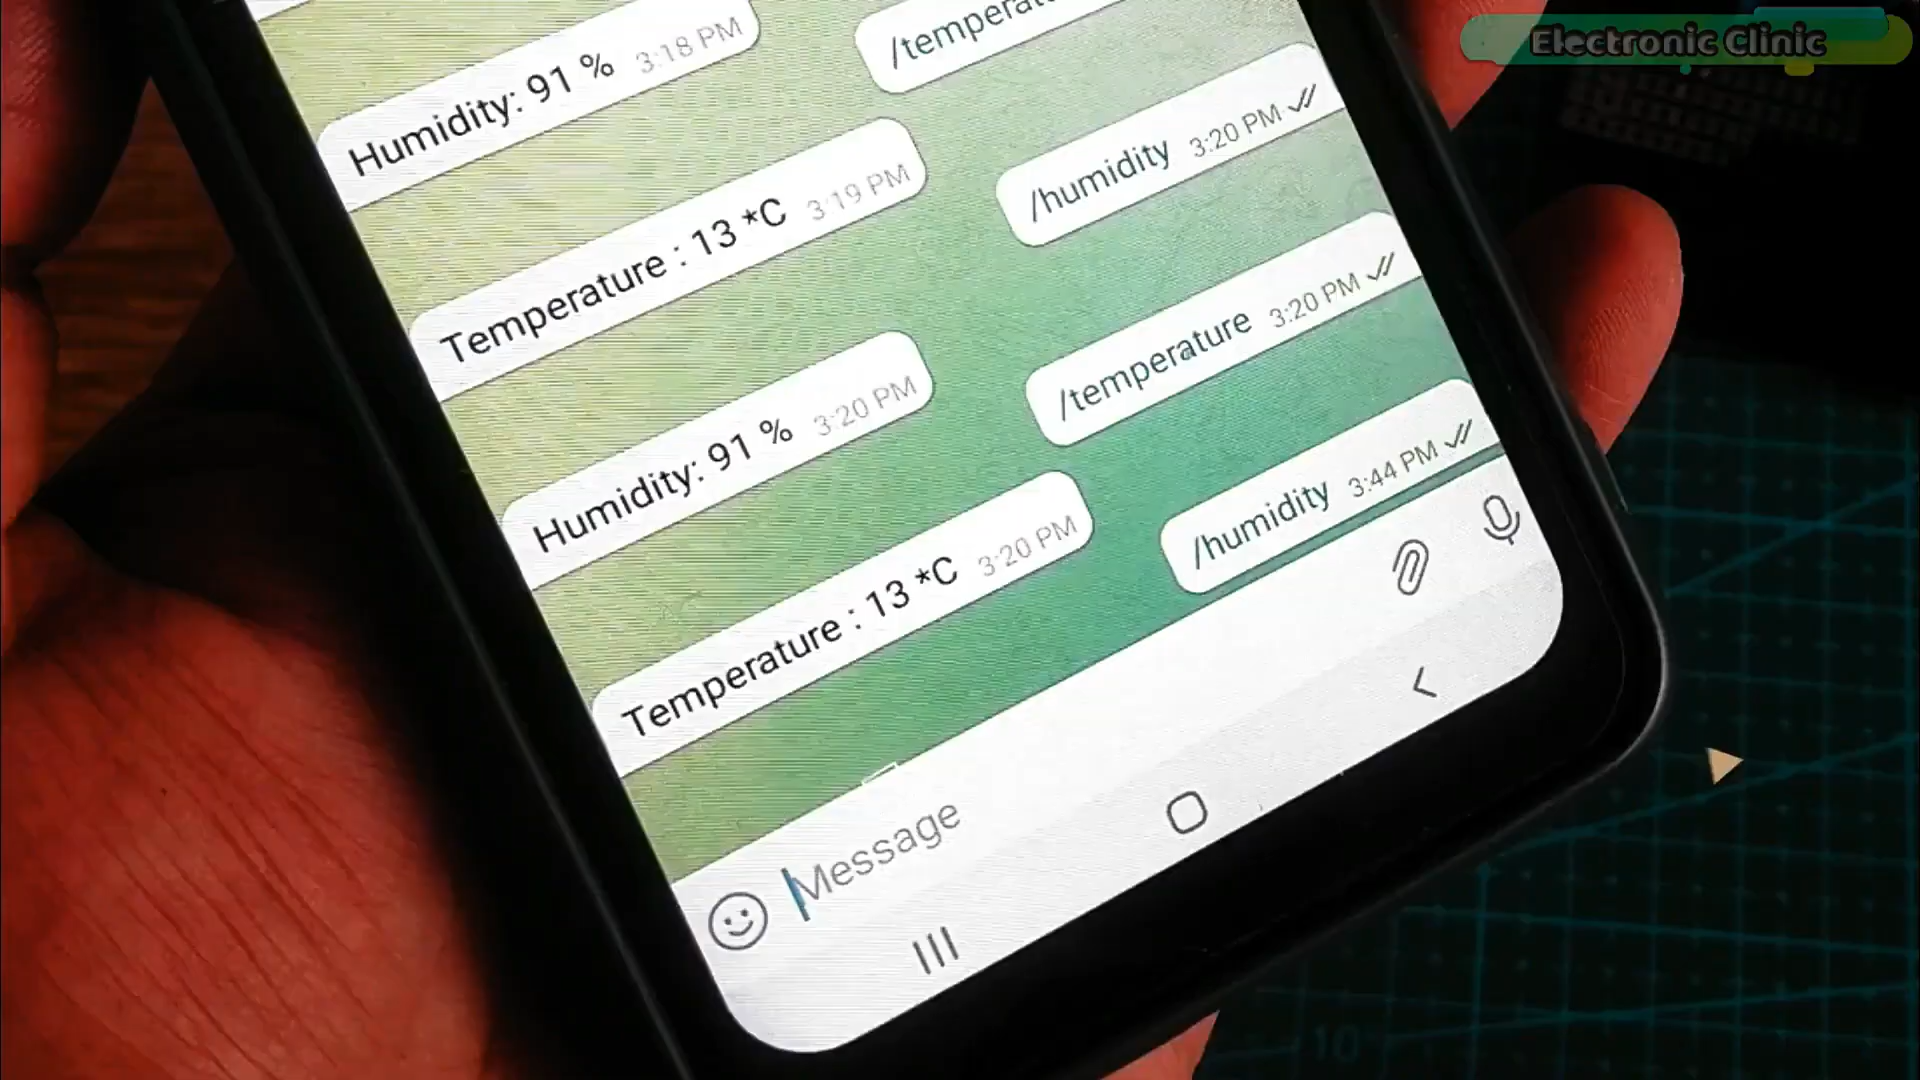 Electronic Clinic
Humidity: 91 % 3:18 PM
Temperature : 13 *C 3:19 PM
/humidity 3:20 PM
Humidity: 91 % 3:20 PM
/temperature 3:20 PM
Temperature : 13 *C 3:20 PM
/humidity 3:44 PM
Message
10